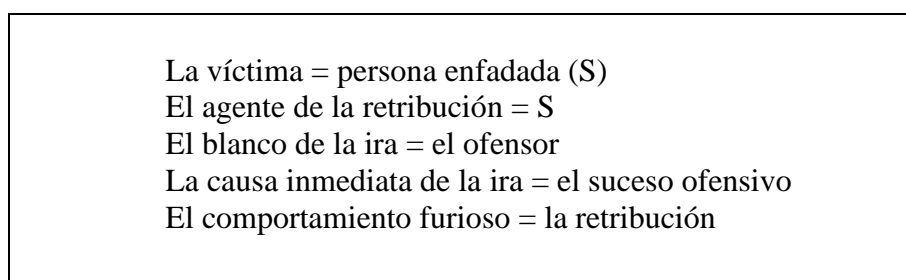 La víctima = persona enfadada (S)
El agente de la retribución = S
El blanco de la ira = el ofensor
La causa inmediata de la ira = el suceso ofensivo
El comportamiento furioso = la retribución